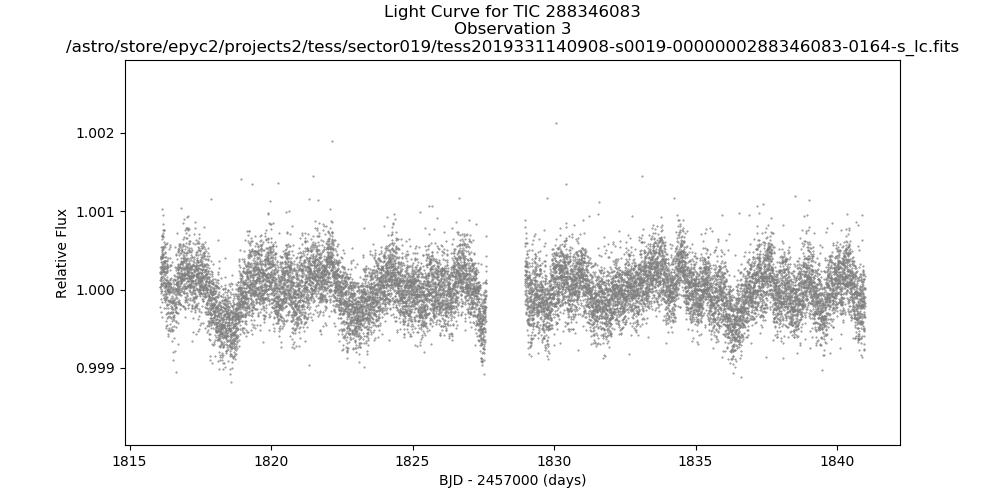 Light Curve for TIC 288346083
Observation 3
/astro/store/epyc2/projects2/tess/sector019/tess2019331140908-s0019-0000000288346083-0164-s_lc.fits
1.002
1.001
1.000
0.999
Relative Flux
1815
1820
1825
1830
1835
1840
BJD - 2457000 (days)